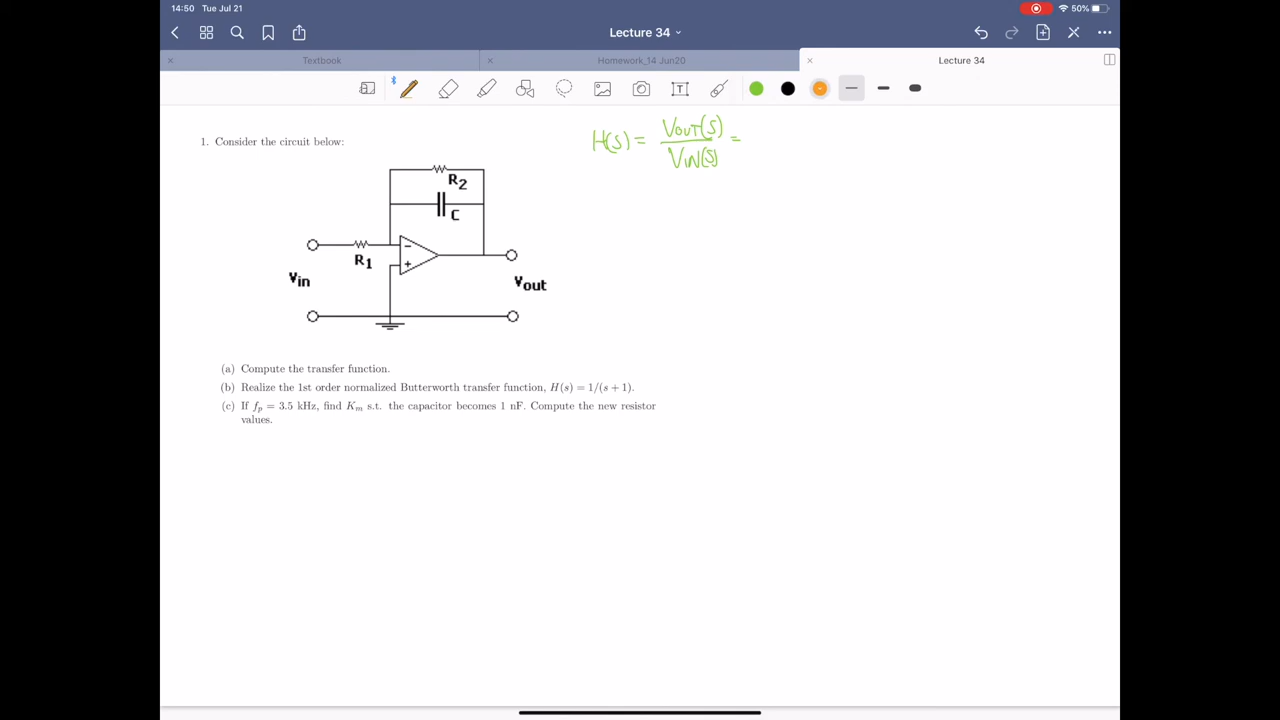 14:50 Tue Jul 21
50%
Lecture 34
Textbook
Homework_14 Jun20
Lecture 34
1. Consider the circuit below:
H(s) = VOUT(s) / VIN(s) =
R2
C
R1
Vin
Vout
(a) Compute the transfer function.
(b) Realize the 1st order normalized Butterworth transfer function, H(s) = 1/(s + 1).
(c) If fp = 3.5 kHz, find Km s.t. the capacitor becomes 1 nF. Compute the new resistor
values.